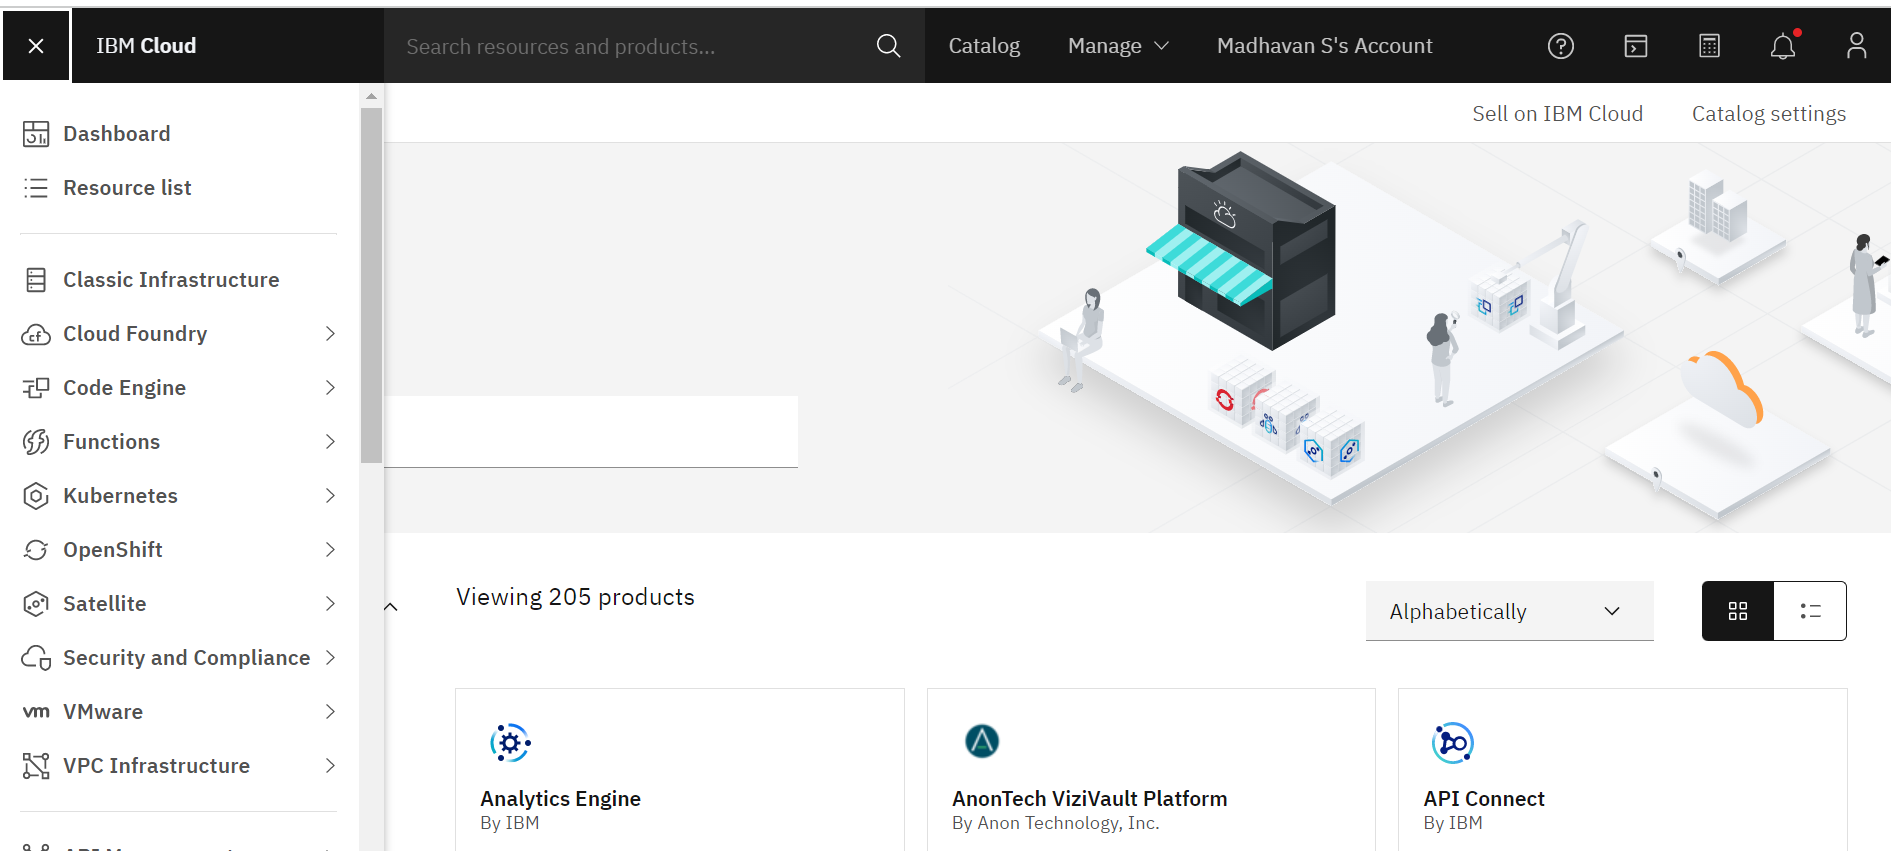 IBM Cloud
Search resources and products...
Catalog
Manage
Madhavan S's Account
Sell on IBM Cloud
Catalog settings
Dashboard
Resource list
Classic Infrastructure
Cloud Foundry
Code Engine
Functions
Kubernetes
OpenShift
Satellite
Security and Compliance
vm VMware
VPC Infrastructure
Viewing 205 products
Alphabetically
Analytics Engine
By IBM
AnonTech ViziVault Platform
By Anon Technology, Inc.
API Connect
By IBM